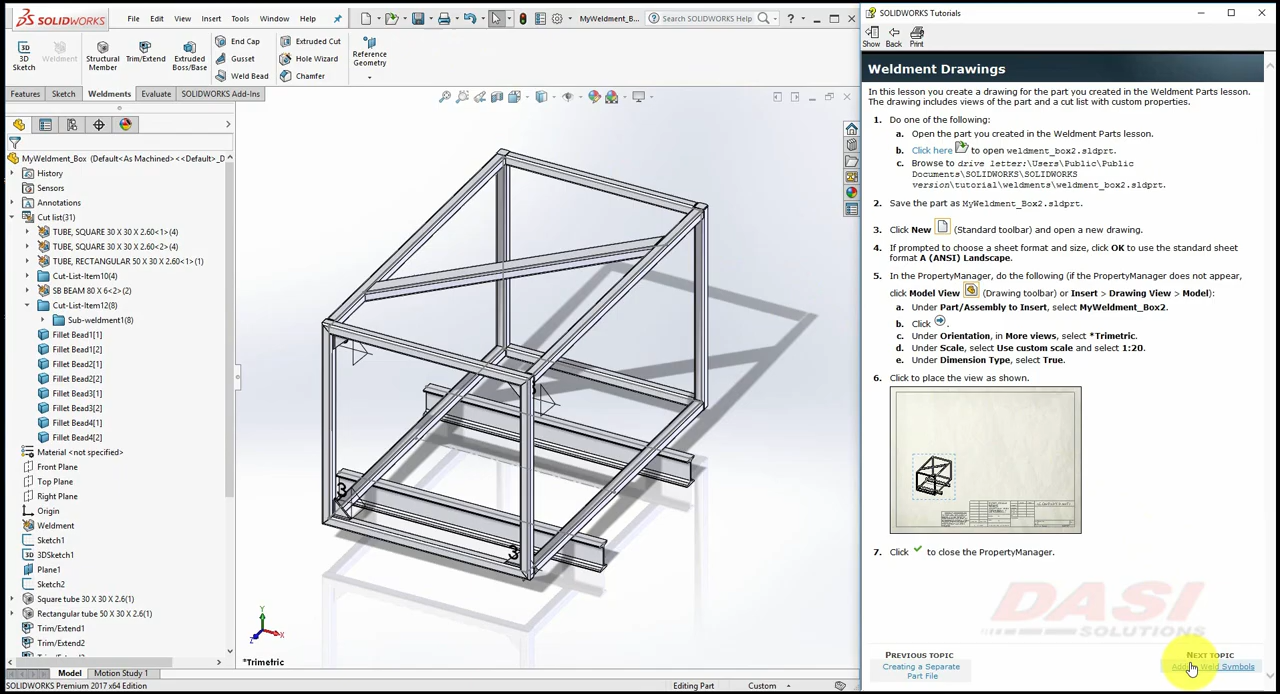 SOLIDWORKS
File
Edit
View
Insert
Tools
Window
Help
MyWeldment_B...
Search SOLIDWORKS Help
3D Sketch
Weldment
Structural Member
Trim/Extend
Extruded Boss/Base
End Cap
Gusset
Weld Bead
Extruded Cut
Hole Wizard
Chamfer
Reference Geometry
Features
Sketch
Weldments
Evaluate
SOLIDWORKS Add-Ins
MyWeldment_Box (Default<As Machined><<Default>_D
History
Sensors
Annotations
Cut list(31)
TUBE, SQUARE 30 X 30 X 2.60<1>(4)
TUBE, SQUARE 30 X 30 X 2.60<2>(4)
TUBE, RECTANGULAR 50 X 30 X 2.60<1>(1)
Cut-List-Item10(4)
SB BEAM 80 X 6<2>(2)
Cut-List-Item12(8)
Sub-weldment1(8)
Fillet Bead1[1]
Fillet Bead1[2]
Fillet Bead2[1]
Fillet Bead2[2]
Fillet Bead3[1]
Fillet Bead3[2]
Fillet Bead4[1]
Fillet Bead4[2]
Material <not specified>
Front Plane
Top Plane
Right Plane
Origin
Weldment
Sketch1
3DSketch1
Plane1
Sketch2
Square tube 30 X 30 X 2.6(1)
Rectangular tube 50 X 30 X 2.6(1)
Trim/Extend1
Trim/Extend2
3
3
Y
X
Z
*Trimetric
Model
Motion Study 1
SOLIDWORKS Premium 2017 x64 Edition
Editing Part
Custom
SOLIDWORKS Tutorials
Show
Back
Print
Weldment Drawings
In this lesson you create a drawing for the part you created in the Weldment Parts lesson.
The drawing includes views of the part and a cut list with custom properties.
1. Do one of the following:
a. Open the part you created in the Weldment Parts lesson.
b. Click here to open weldment_box2.sldprt.
c. Browse to drive letter:\Users\Public\Public
Documents\SOLIDWORKS\SOLIDWORKS
version\tutorial\weldments\weldment_box2.sldprt.
2. Save the part as MyWeldment_Box2.sldprt.
3. Click New (Standard toolbar) and open a new drawing.
4. If prompted to choose a sheet format and size, click OK to use the standard sheet
format A (ANSI) Landscape.
5. In the PropertyManager, do the following (if the PropertyManager does not appear,
click Model View (Drawing toolbar) or Insert > Drawing View > Model):
a. Under Part/Assembly to Insert, select MyWeldment_Box2.
b. Click .
c. Under Orientation, in More views, select *Trimetric.
d. Under Scale, select Use custom scale and select 1:20.
e. Under Dimension Type, select True.
6. Click to place the view as shown.
7. Click to close the PropertyManager.
DASI
SOLUTIONS
PREVIOUS TOPIC
Creating a Separate
Part File
NEXT TOPIC
Adding Weld Symbols